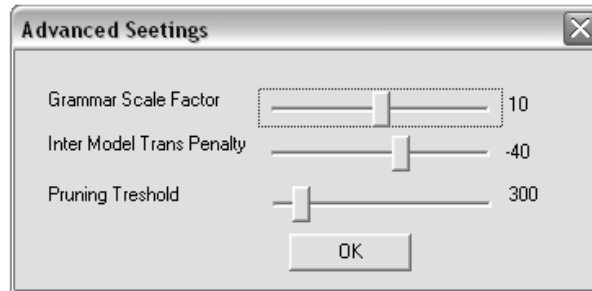 Advanced Seetings
Grammar Scale Factor 10
Inter Model Trans Penalty -40
Pruning Treshold 300
OK